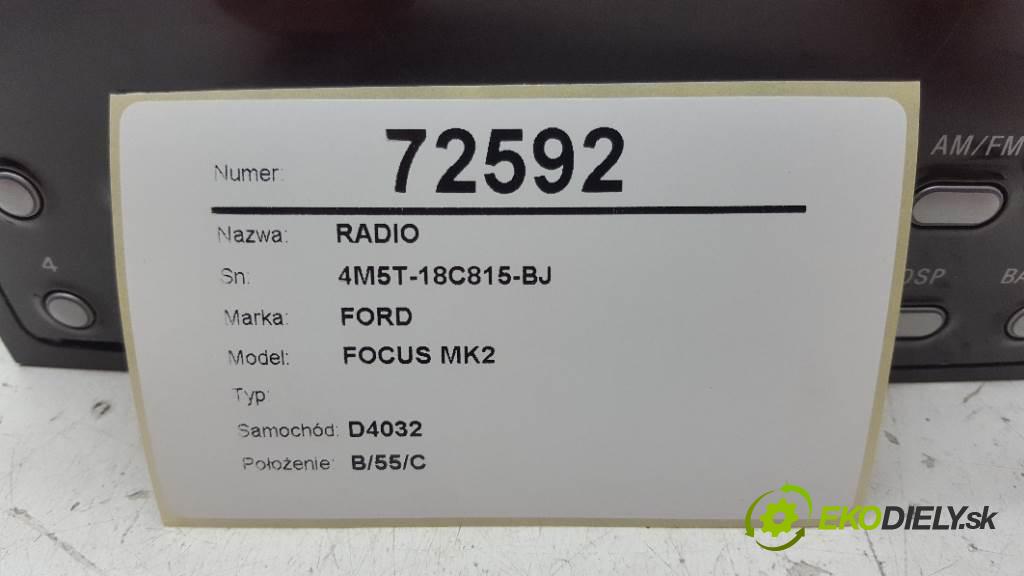 Numer: 72592
Nazwa: RADIO
Sn: 4M5T-18C815-BJ
Marka: FORD
Model: FOCUS MK2
Typ:
Samochód: D4032
Położenie: B/55/C
4
AM/FM
DSP
BA
EKODIELY.sk